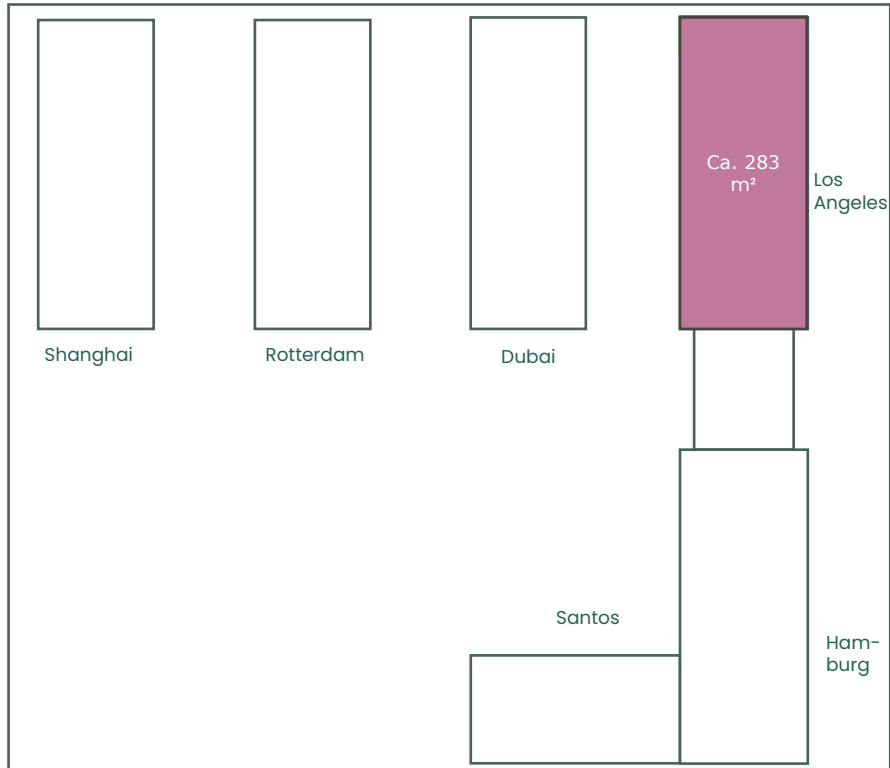 Ca. 283
m²
Los
Angeles
Shanghai
Rotterdam
Dubai
Santos
Ham-
burg